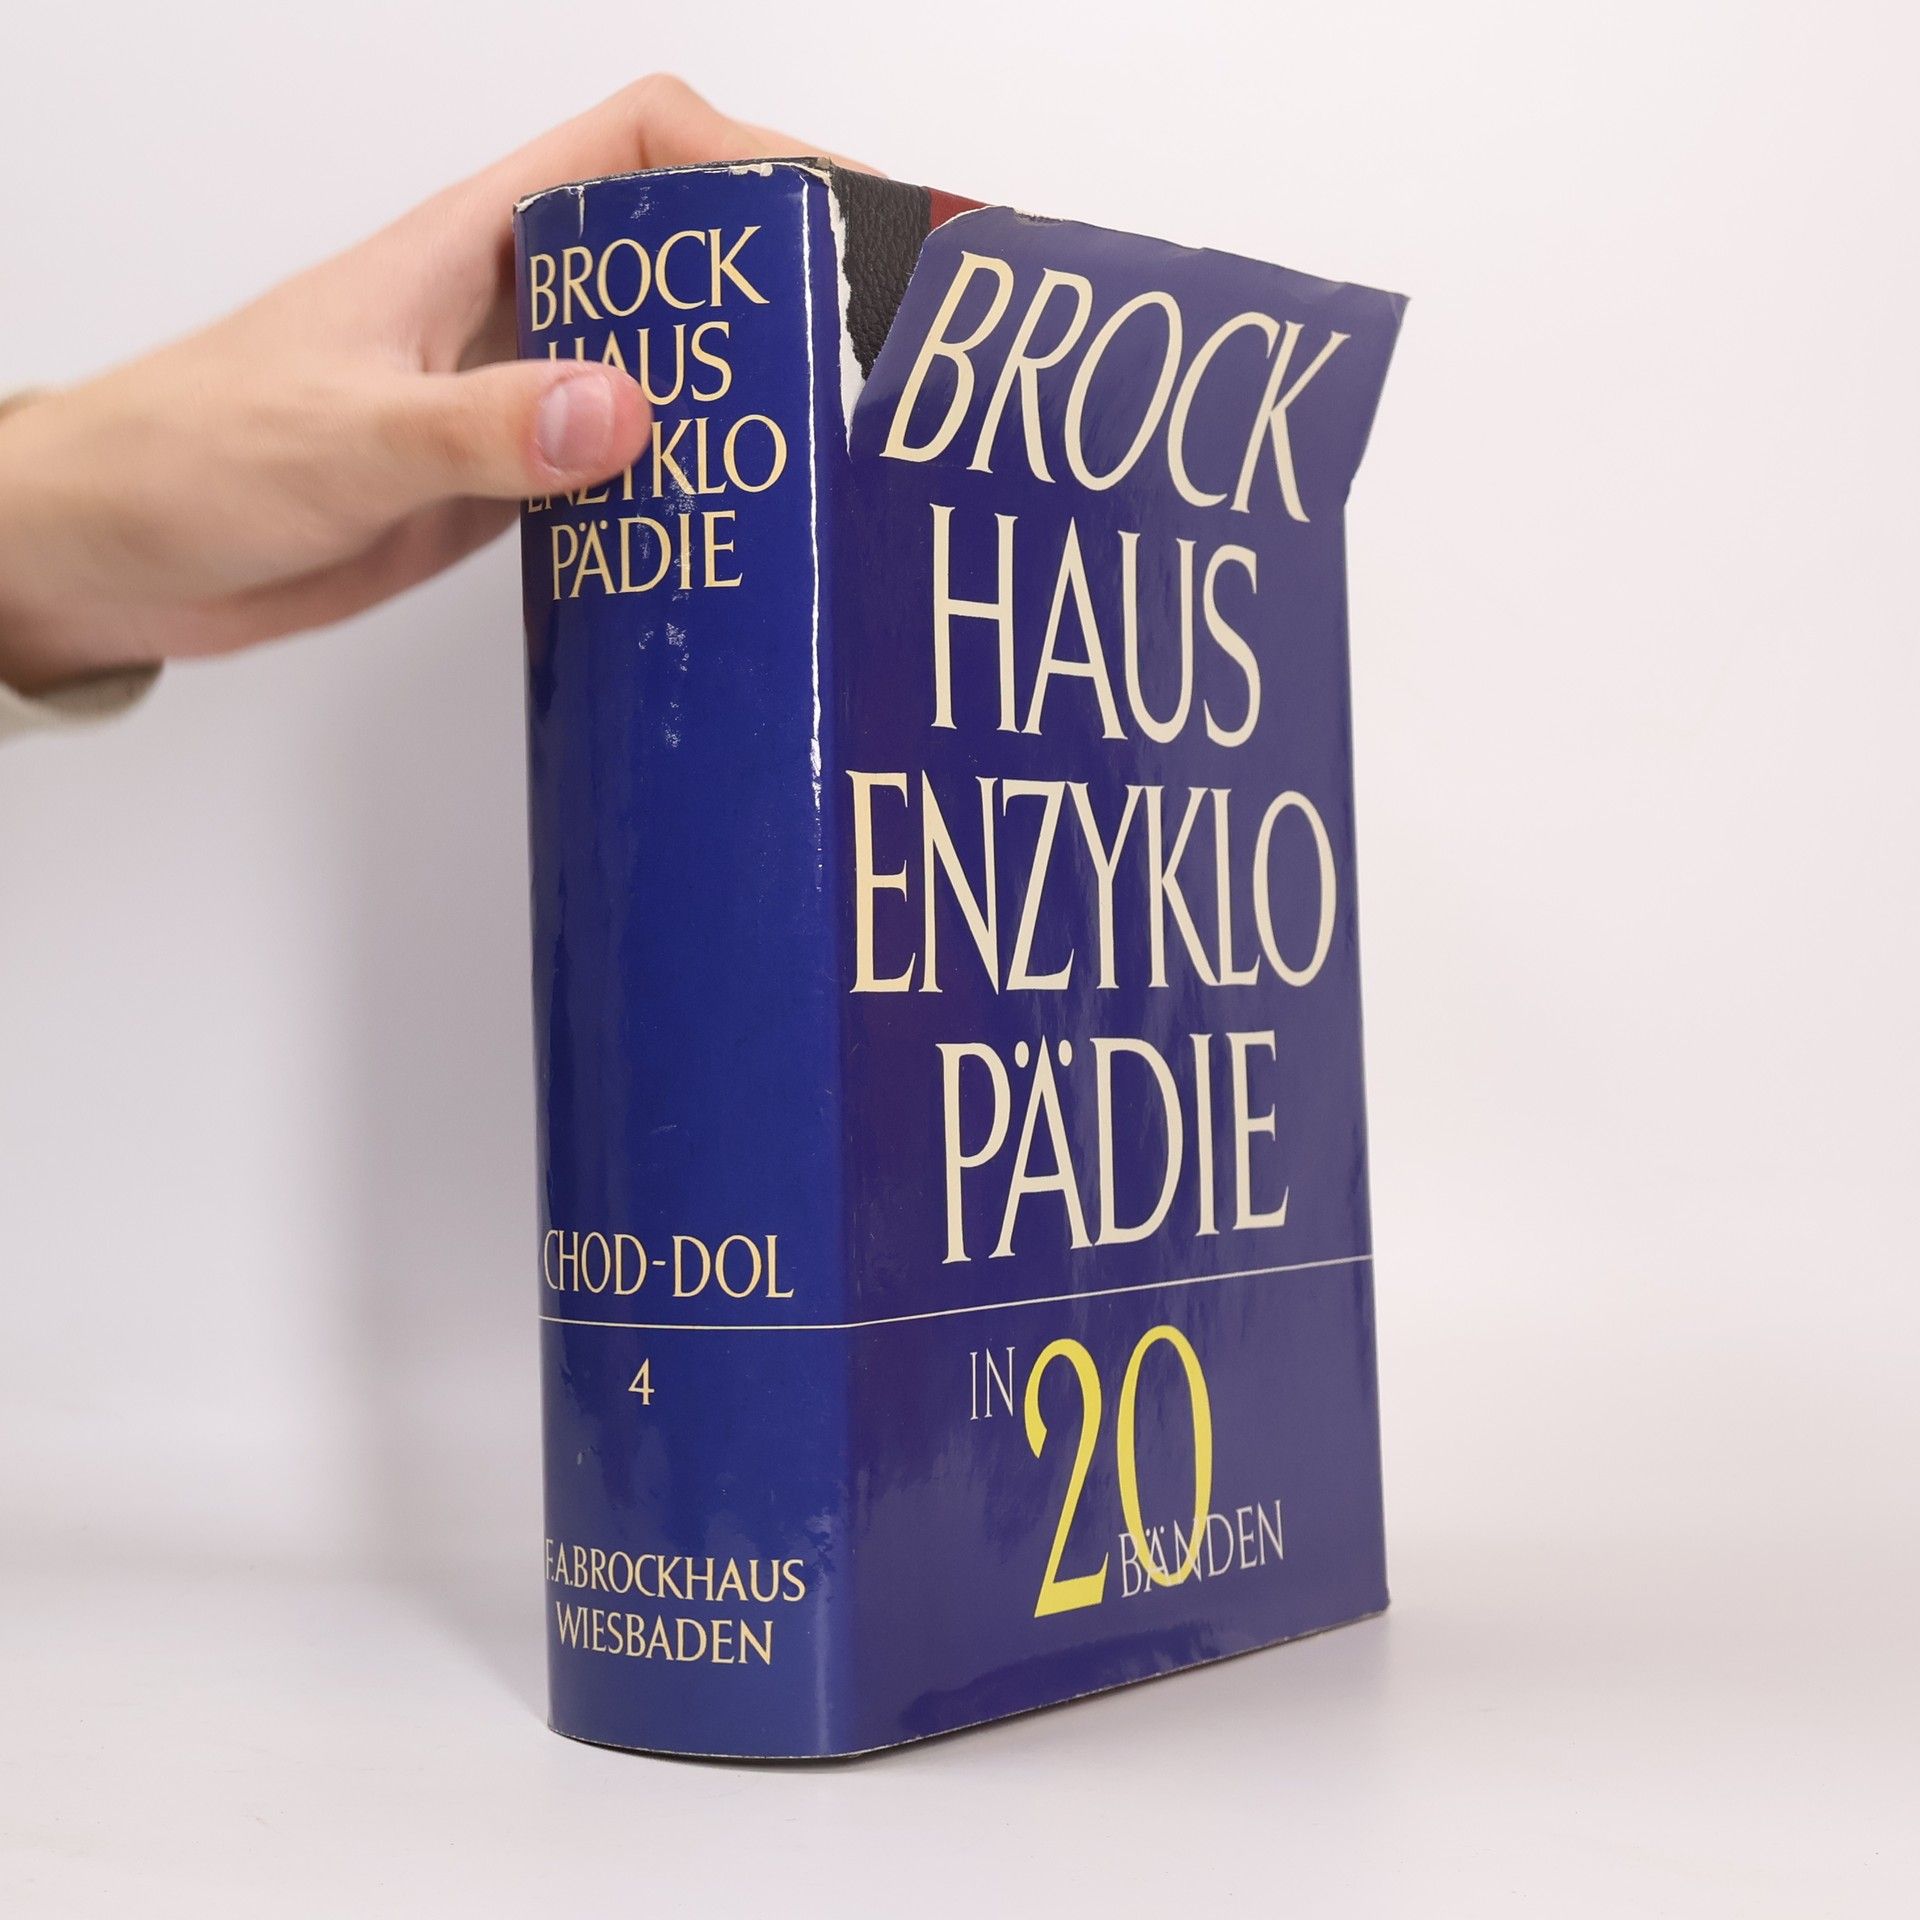 BROCK
HAUS
ENZYKLO
PÄDIE
CHOD-DOL
4
F.A.BROCKHAUS
WIESBADEN
BROCK
HAUS
ENZYKLO
PÄDIE
IN 20
BÄNDEN